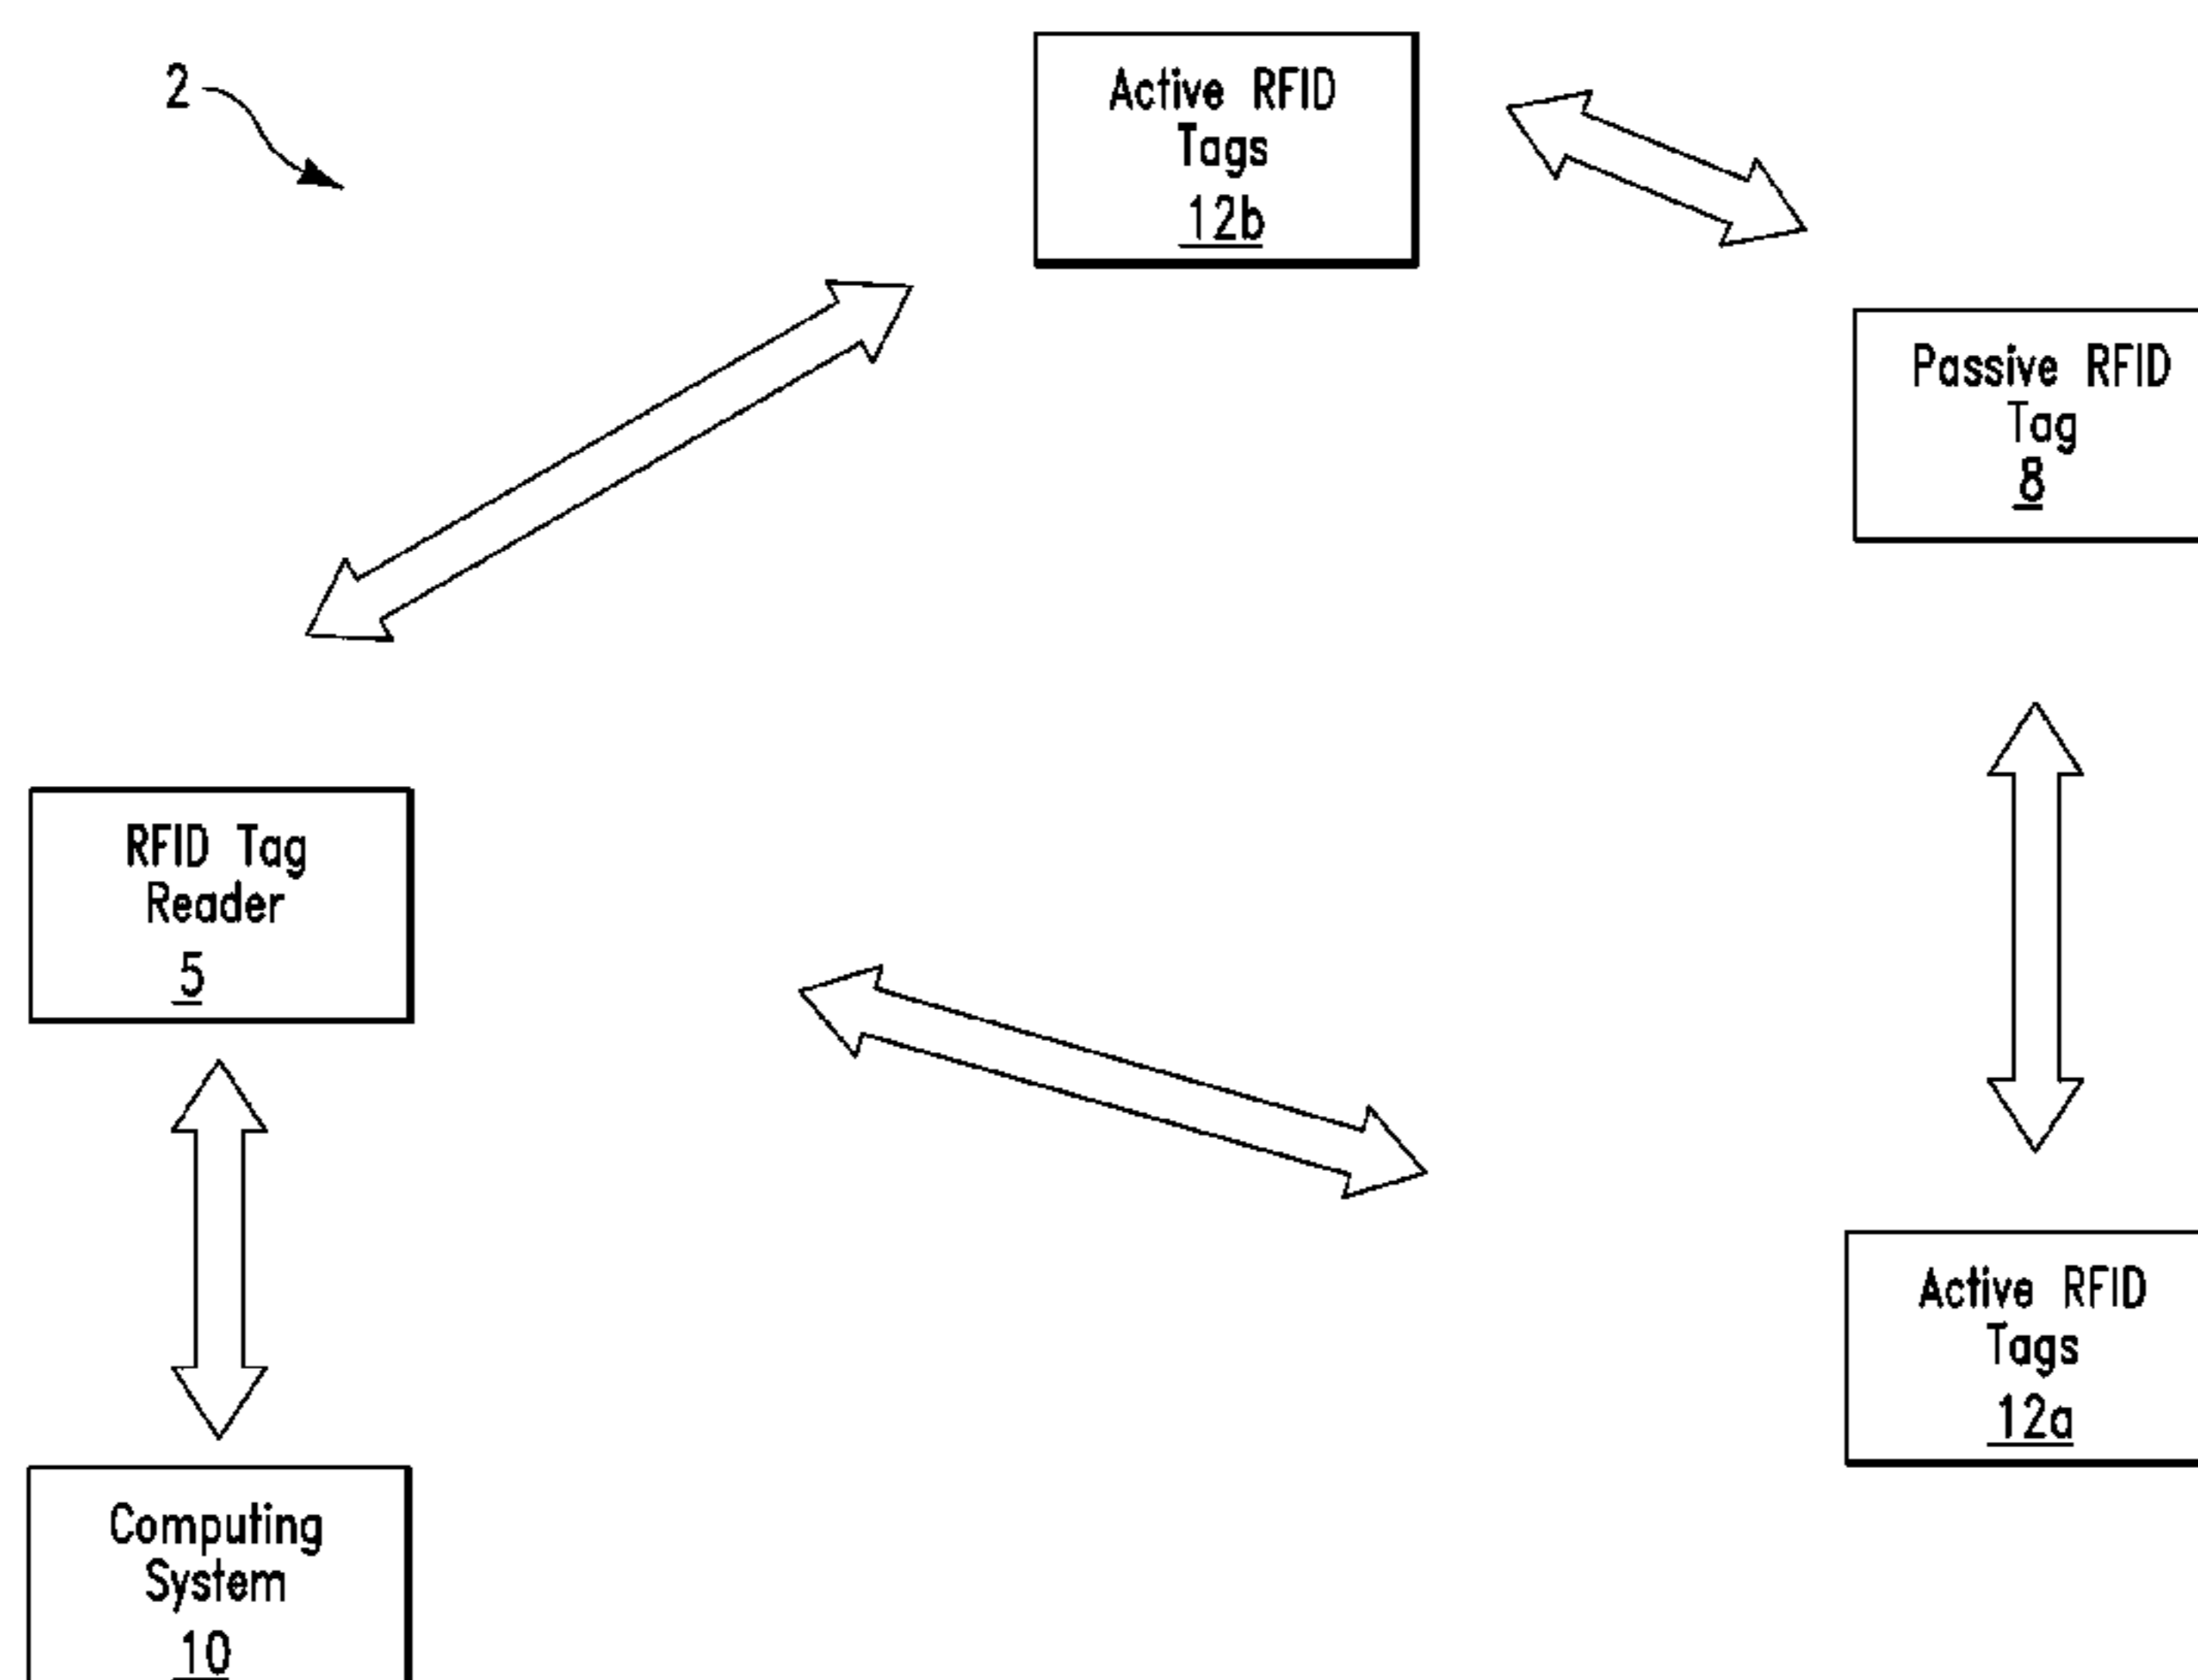 2
Active RFID
Tags
12b
Passive RFID
Tag
8
RFID Tag
Reader
5
Active RFID
Tags
12a
Computing
System
10